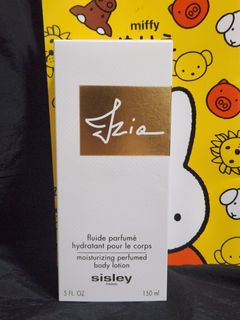 miffy
Izia
fluide parfumé
hydratant pour le corps
moisturizing perfumed
body lotion
sisley
PARIS
5 FL. OZ 150 ml